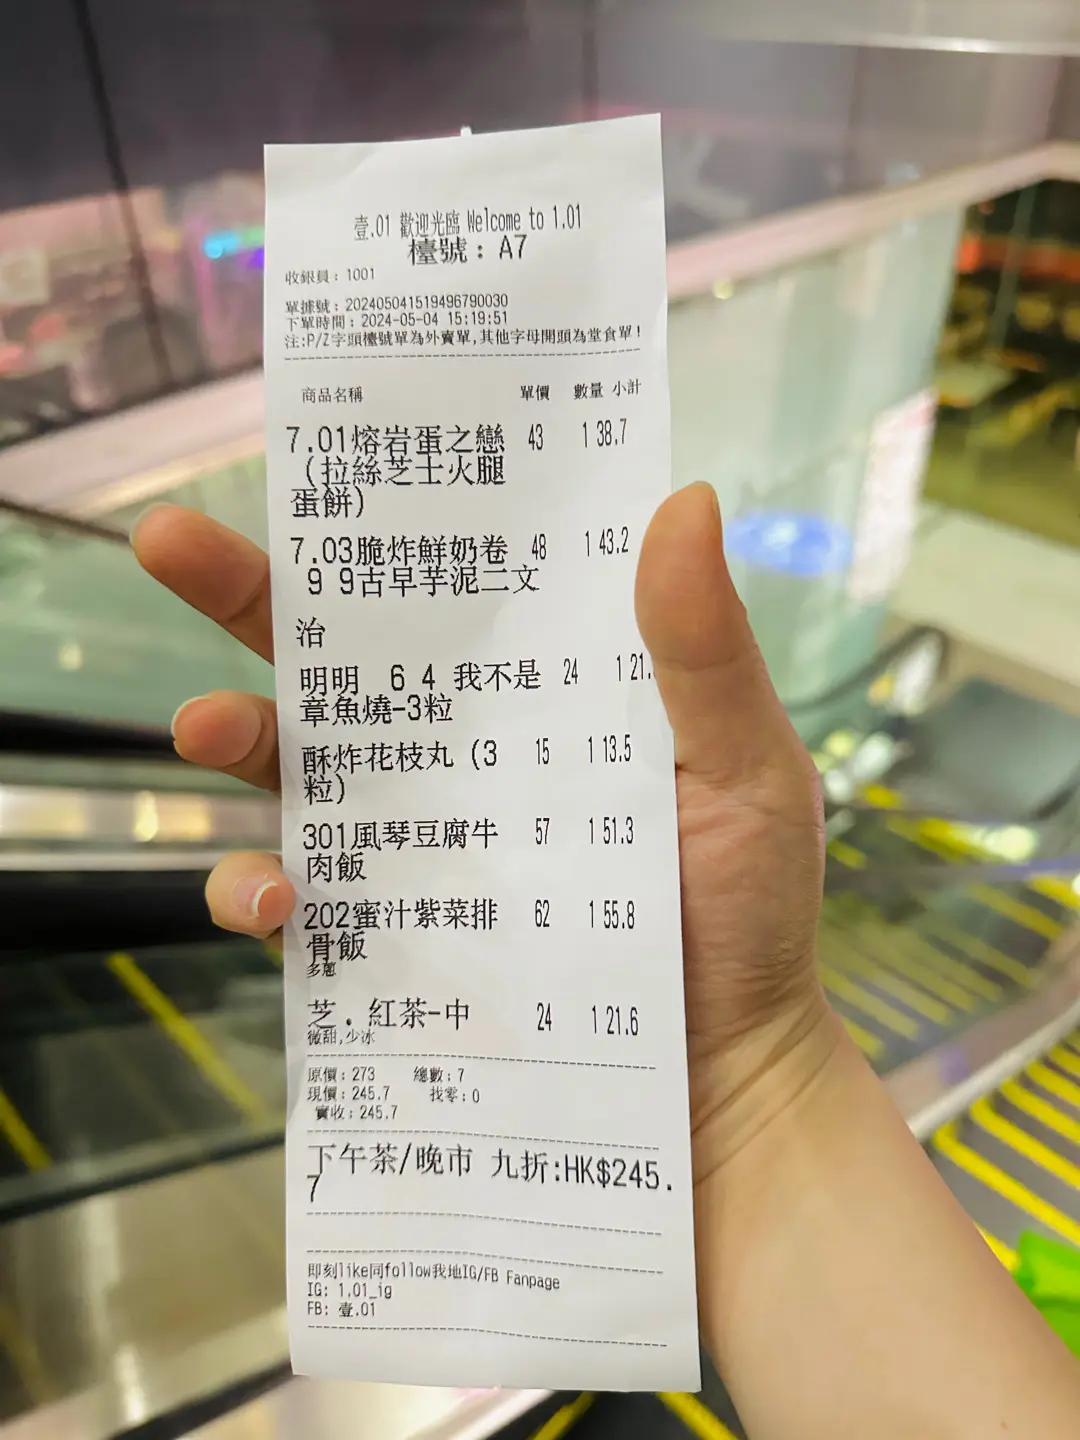 壹.01 歡迎光臨 Welcome to 1.01
檯號: A7
收銀員: 1001
單據號: 202405041519496790030
下單時間: 2024-05-04 15:19:51
注:P/Z字頭檯號單為外賣單,其他字母開頭為堂食單!
商品名稱 單價 數量 小計
7.01熔岩蛋之戀 43 1 38.7
(拉絲芝士火腿
蛋餅)
7.03脆炸鮮奶卷 48 1 43.2
9 9古早芋泥二文
治
明明 6 4 我不是 24 1 21.
章魚燒-3粒
酥炸花枝丸 (3 15 1 13.5
粒)
301風琴豆腐牛 57 1 51.3
肉飯
202蜜汁紫菜排 62 1 55.8
骨飯
多蔥
芝.紅茶-中 24 1 21.6
微甜,少冰
原價: 273 總數: 7
現價: 245.7 找零: 0
實收: 245.7
下午茶/晚市 九折:HK$245.
7
即刻like同follow我地IG/FB Fanpage
IG: 1.01_ig
FB: 壹.01